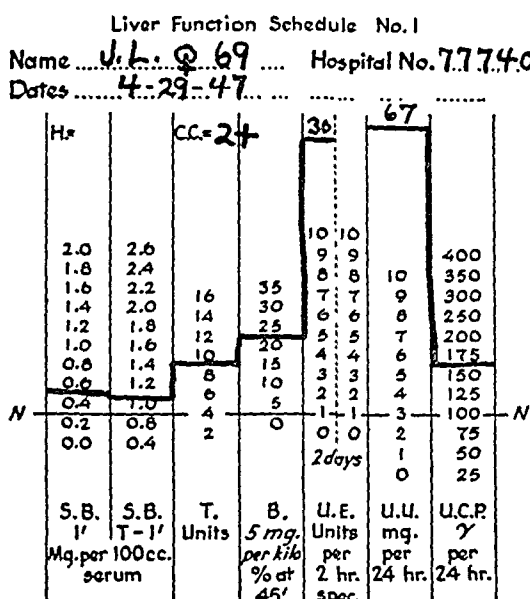 Liver Function Schedule No.1
Name U.L. ♀ 69 Hospital No. 77740
Dates 4-29-47
H= C.C.= 2+ 36 67
10 10
2.0 2.6 9 9 400
1.8 2.4 8 8 10 350
1.6 2.2 16 35 7 7 9 300
1.4 2.0 14 30 6 6 8 250
1.2 1.8 12 25 5 5 7 200
1.0 1.6 10 20 4 4 6 175
0.8 1.4 8 15 3 3 5 150
0.6 1.2 6 10 2 2 4 125
N 0.4 1.0 4 5 1 1 3 100 N
0.2 0.8 2 0 0 0 2 75
0.0 0.4 2 days 1 50
0 25
S.B. S.B. T. B. U.E. U.U. U.C.P.
1' T-1' Units 5 mg. Units mg. γ
Mg. per 100 cc. per kilo per per per
serum % at 2 hr. 24 hr. 24 hr.
45' spec.